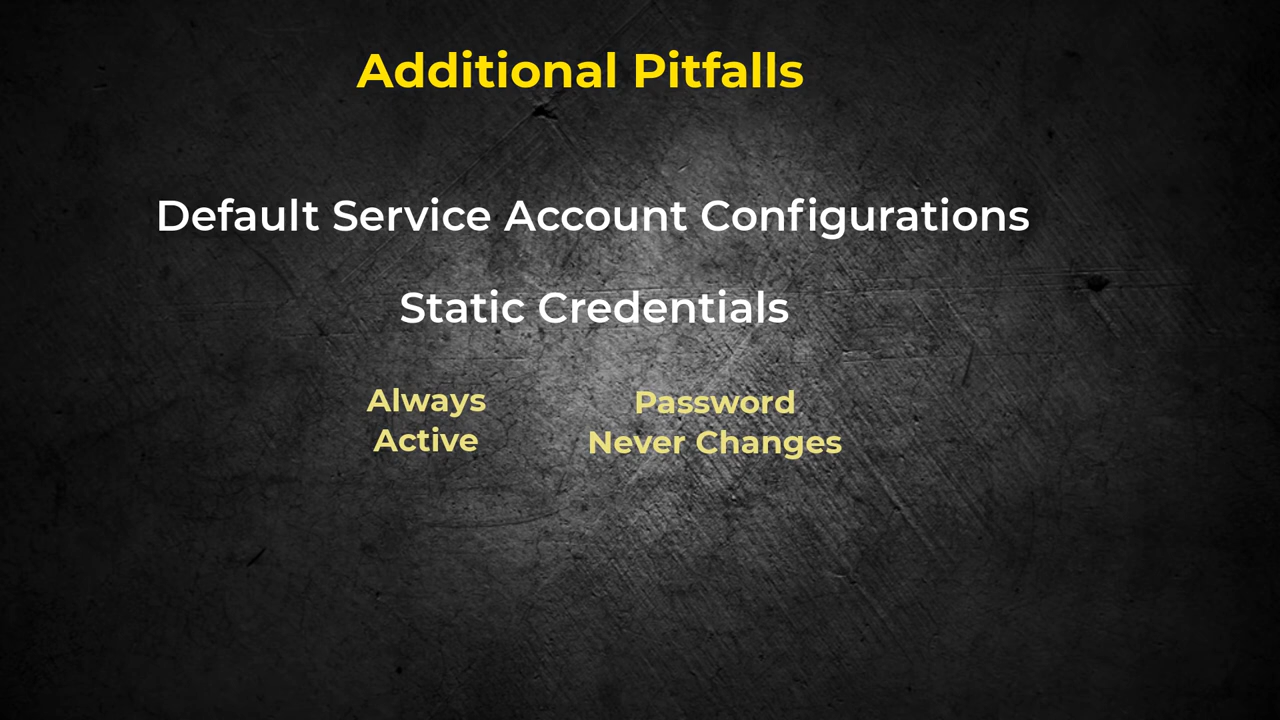 Additional Pitfalls
Default Service Account Configurations
Static Credentials
Always
Active
Password
Never Changes